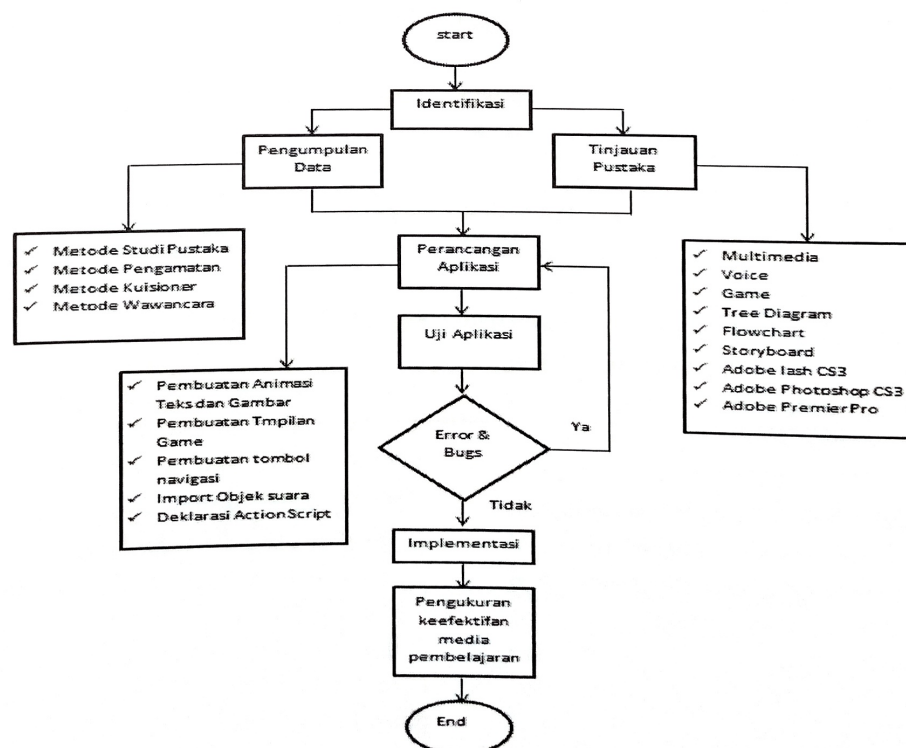 start
Identifikasi
Pengumpulan
Data
Tinjauan
Pustaka
✓ Metode Studi Pustaka
✓ Metode Pengamatan
✓ Metode Kuisioner
✓ Metode Wawancara
Perancangan
Aplikasi
✓ Multimedia
✓ Voice
✓ Game
✓ Tree Diagram
✓ Flowchart
✓ Storyboard
✓ Adobe lash CS3
✓ Adobe Photoshop CS3
✓ Adobe Premier Pro
Uji Aplikasi
✓ Pembuatan Animasi
Teks dan Gambar
✓ Pembuatan Tmpilan
Game
✓ Pembuatan tombol
navigasi
✓ Import Objek suara
✓ Deklarasi Action Script
Error &
Bugs
Ya
Tidak
Implementasi
Pengukuran
keefektifan
media
pembelajaran
End